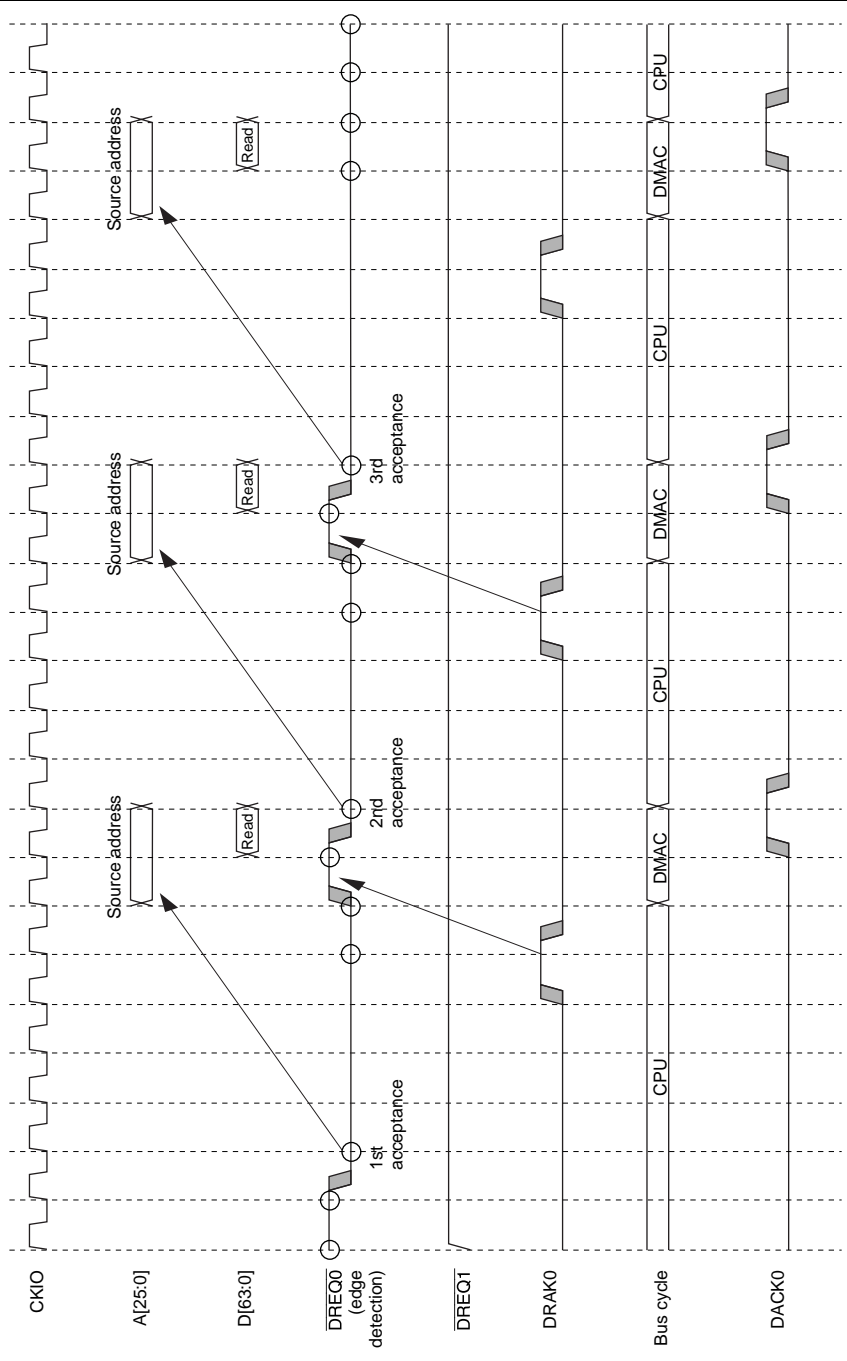 CKIO
Source address
Source address
Source address
A[25:0]
Read
Read
Read
D[63:0]
DREQ0
(edge
detection)
1st
acceptance
2nd
acceptance
3rd
acceptance
DREQ1
DRAK0
CPU
DMAC
CPU
DMAC
CPU
DMAC
CPU
Bus cycle
DACK0